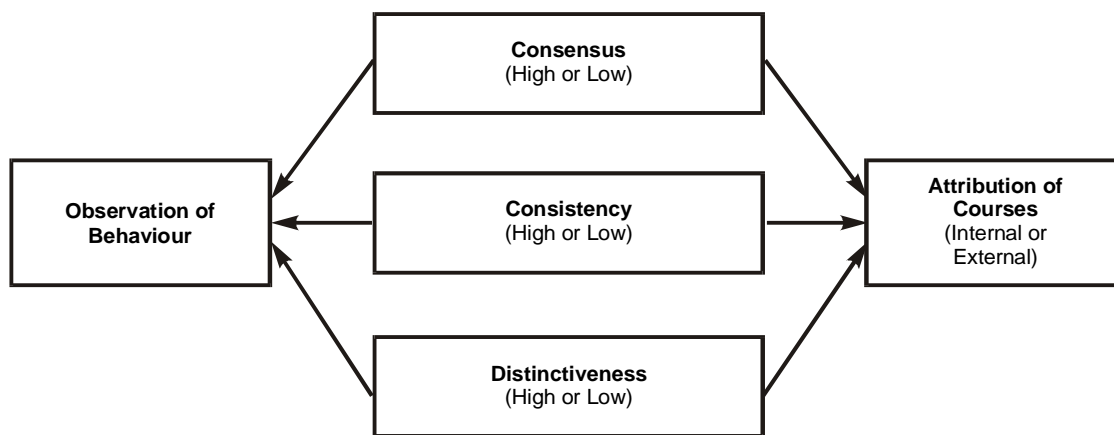 Consensus
(High or Low)
Observation of
Behaviour
Consistency
(High or Low)
Attribution of
Courses
(Internal or
External)
Distinctiveness
(High or Low)